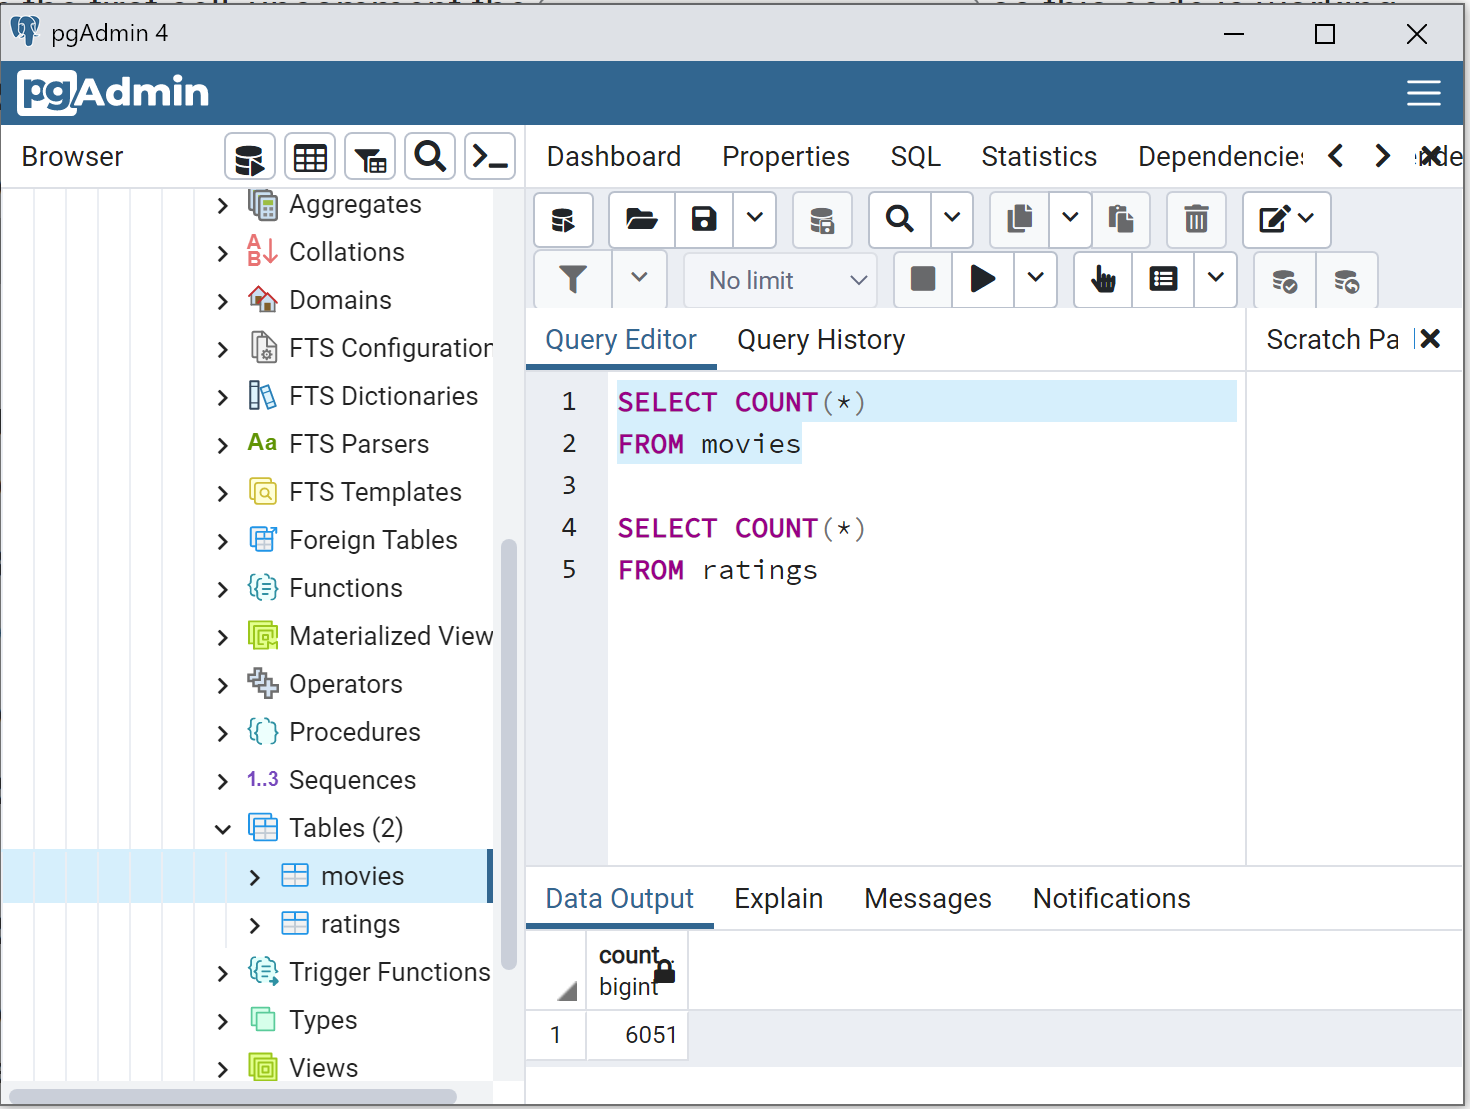 pgAdmin 4
pgAdmin
Browser
Dashboard Properties SQL Statistics Dependencies
Aggregates
Collations
Domains
FTS Configuration
FTS Dictionaries
Aa FTS Parsers
FTS Templates
Foreign Tables
Functions
Materialized View
Operators
Procedures
1..3 Sequences
Tables (2)
movies
ratings
Trigger Functions
Types
Views
No limit
Query Editor Query History Scratch Pa
1 SELECT COUNT(*)
2 FROM movies
3
4 SELECT COUNT(*)
5 FROM ratings
Data Output Explain Messages Notifications
count
bigint
1 6051